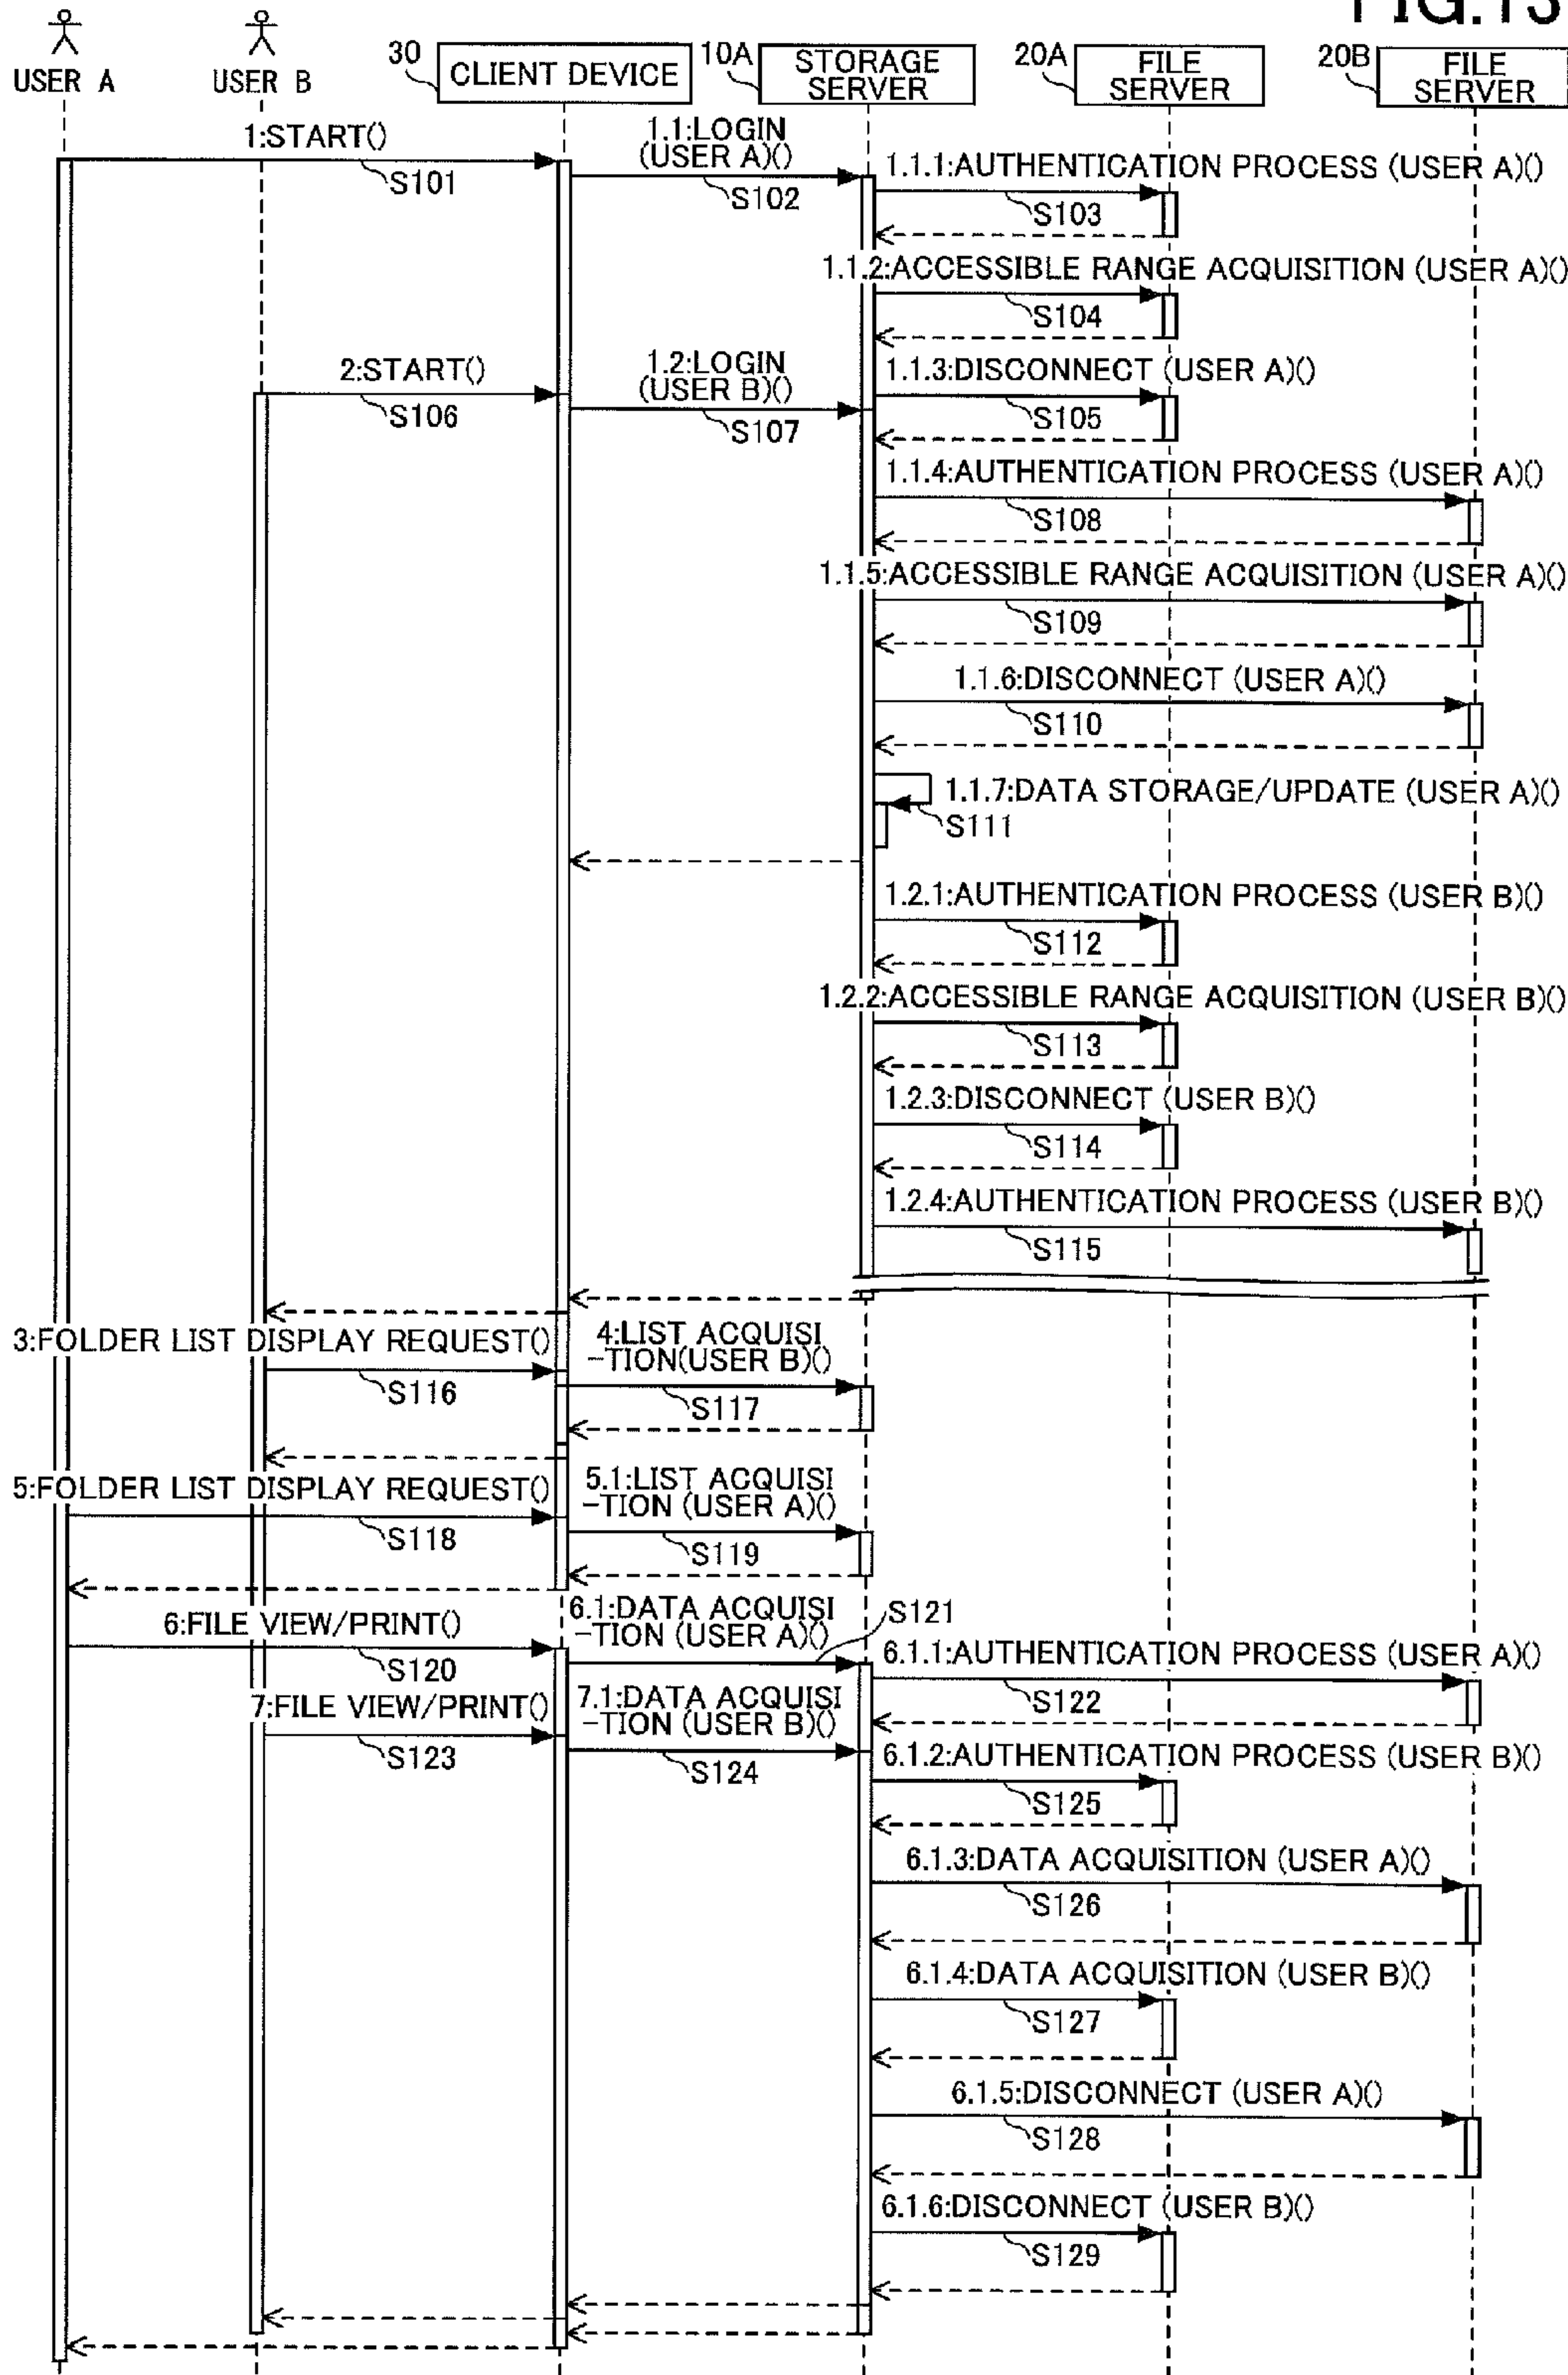 FIG.13
USER A
USER B
30
CLIENT DEVICE
10A
STORAGE
SERVER
20A
FILE
SERVER
20B
FILE
SERVER
1:START()
S101
1.1:LOGIN
(USER A)()
S102
1.1.1:AUTHENTICATION PROCESS (USER A)()
S103
1.1.2:ACCESSIBLE RANGE ACQUISITION (USER A)()
S104
2:START()
S106
1.2:LOGIN
(USER B)()
S107
1.1.3:DISCONNECT (USER A)()
S105
1.1.4:AUTHENTICATION PROCESS (USER A)()
S108
1.1.5:ACCESSIBLE RANGE ACQUISITION (USER A)()
S109
1.1.6:DISCONNECT (USER A)()
S110
1.1.7:DATA STORAGE/UPDATE (USER A)()
S111
1.2.1:AUTHENTICATION PROCESS (USER B)()
S112
1.2.2:ACCESSIBLE RANGE ACQUISITION (USER B)()
S113
1.2.3:DISCONNECT (USER B)()
S114
1.2.4:AUTHENTICATION PROCESS (USER B)()
S115
3:FOLDER LIST DISPLAY REQUEST()
S116
4:LIST ACQUISI
-TION(USER B)()
S117
5:FOLDER LIST DISPLAY REQUEST()
S118
5.1:LIST ACQUISI
-TION (USER A)()
S119
6:FILE VIEW/PRINT()
S120
6.1:DATA ACQUISI
-TION (USER A)()
S121
6.1.1:AUTHENTICATION PROCESS (USER A)()
S122
7:FILE VIEW/PRINT()
S123
7.1:DATA ACQUISI
-TION (USER B)()
S124
6.1.2:AUTHENTICATION PROCESS (USER B)()
S125
6.1.3:DATA ACQUISITION (USER A)()
S126
6.1.4:DATA ACQUISITION (USER B)()
S127
6.1.5:DISCONNECT (USER A)()
S128
6.1.6:DISCONNECT (USER B)()
S129